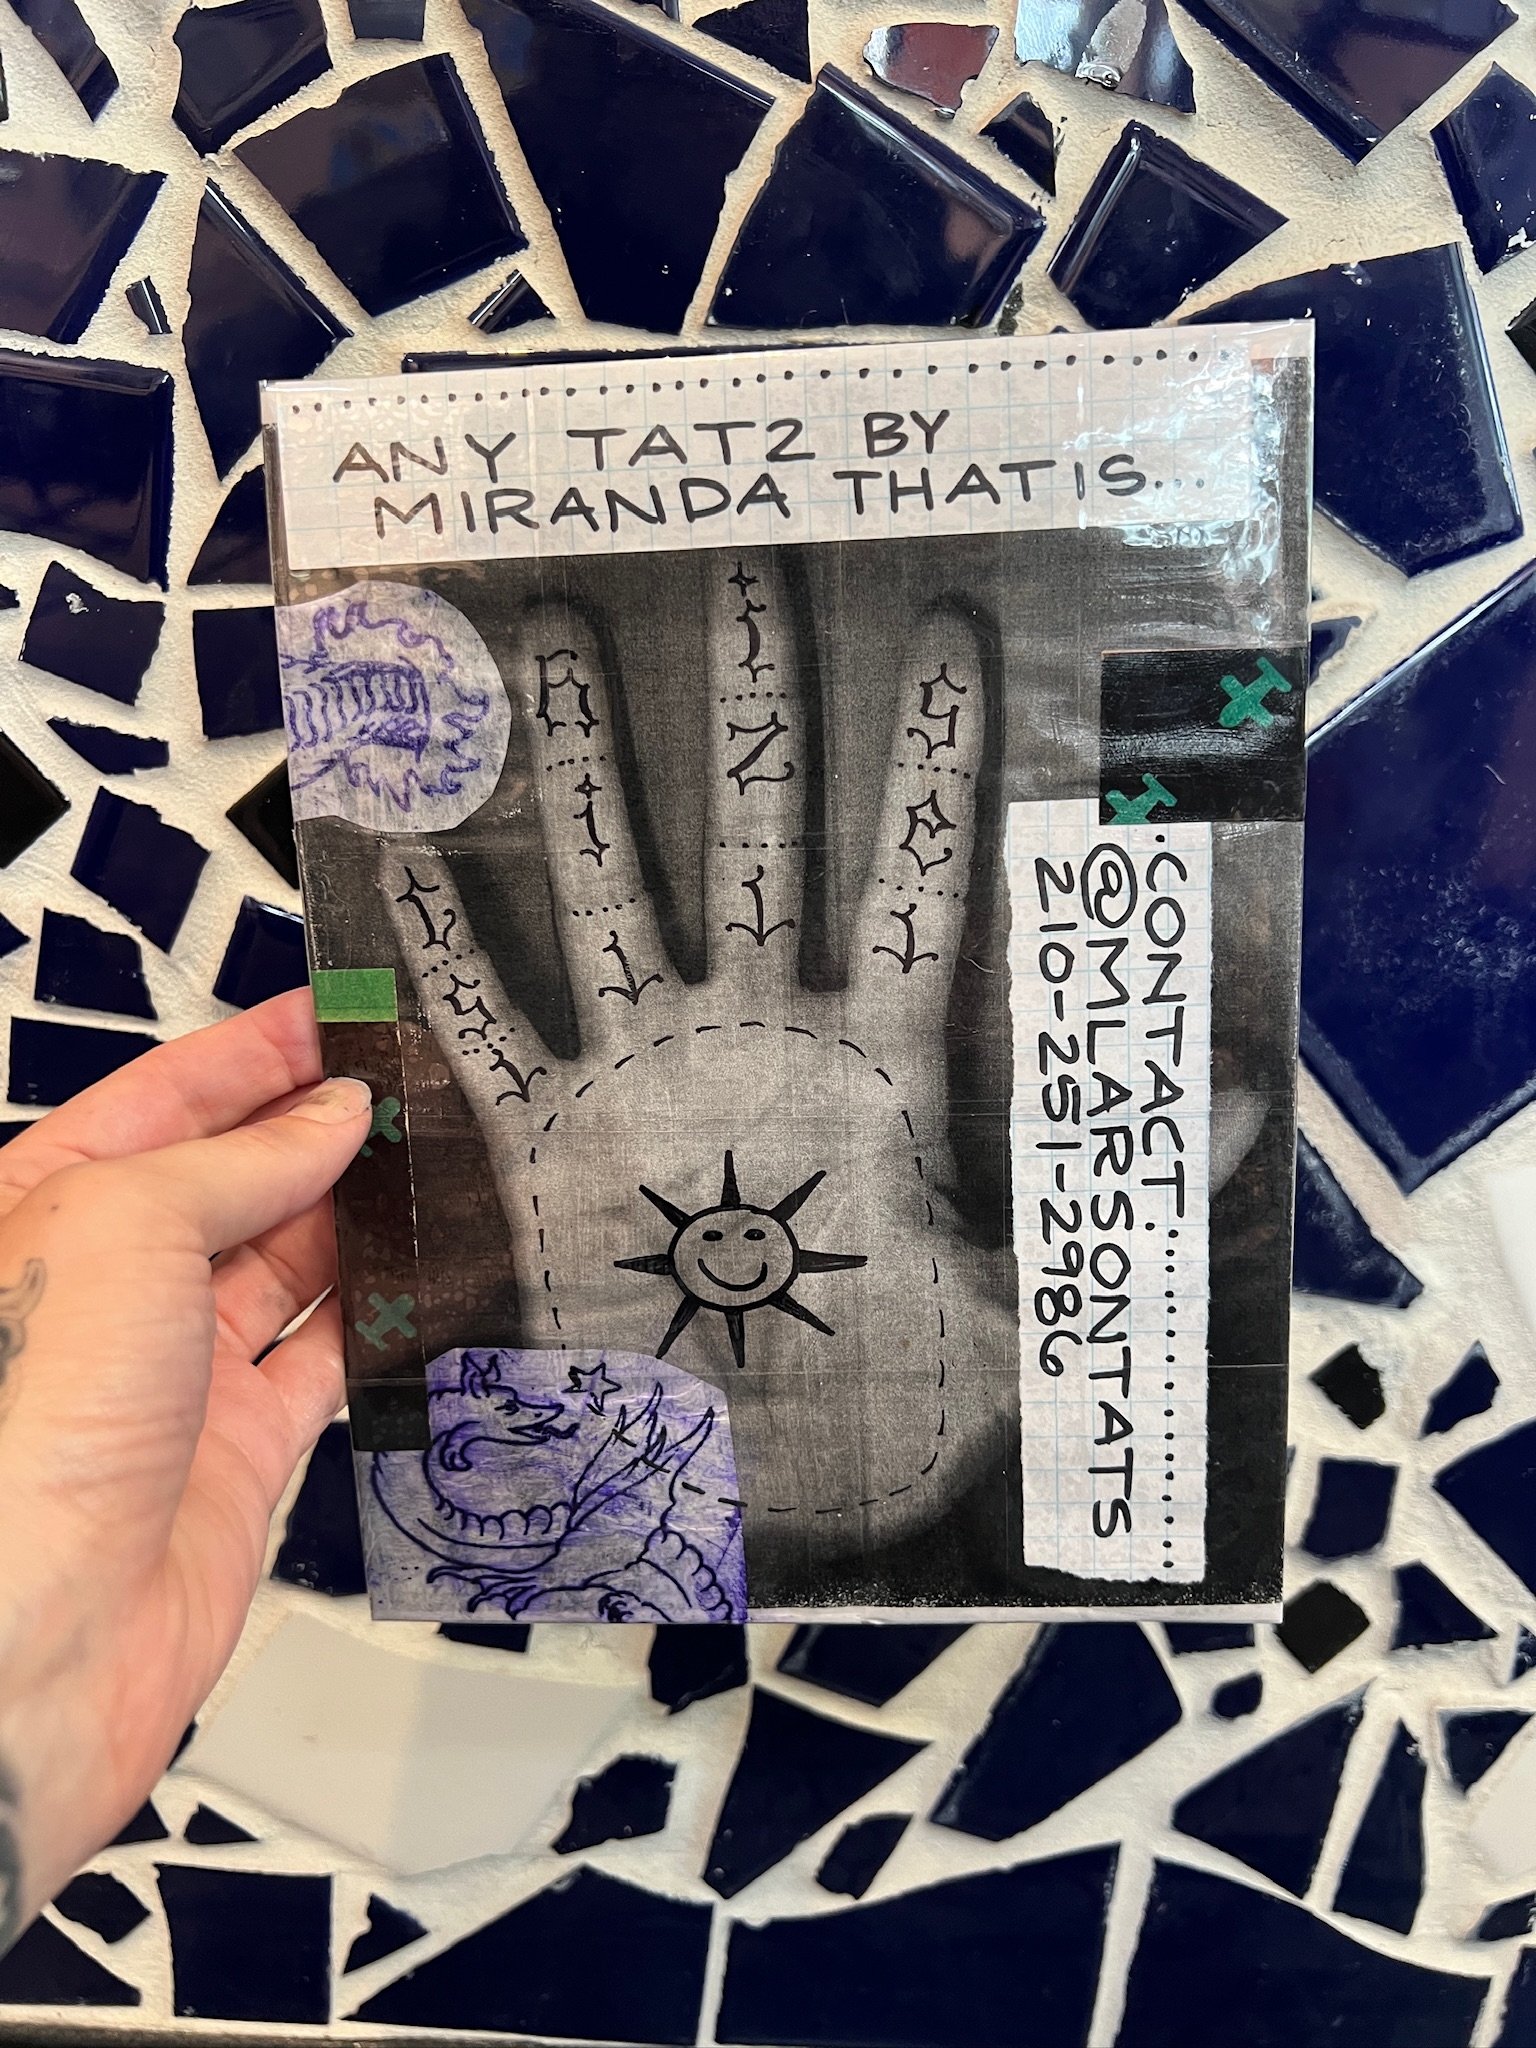 ANY TAT2 BY
MIRANDA THAT IS...
CONTACT:
@MLARSONTATS
210-251-2986